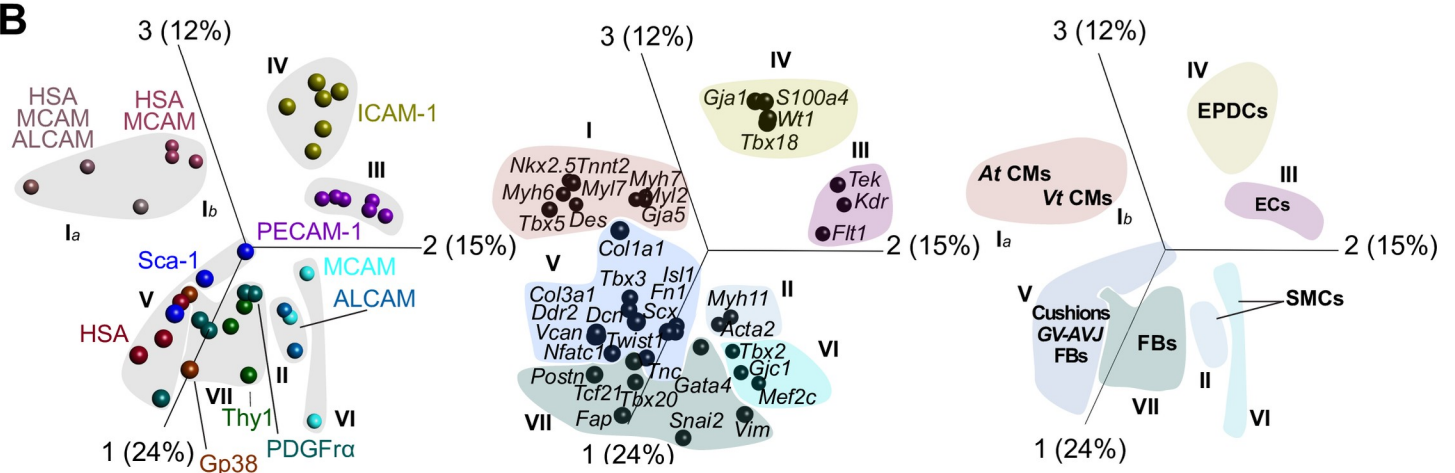 B
3 (12%)
IV
HSA
MCAM
ALCAM
HSA
MCAM
ICAM-1
III
Ib
Ia
PECAM-1
2 (15%)
Sca-1
MCAM
ALCAM
V
HSA
II
VII
Thy1
VI
PDGFrα
1 (24%)
Gp38
3 (12%)
IV
Gja1 S100a4
Wt1
Tbx18
I
III
Nkx2.5 Tnnt2
Myh6 Myl7 Myh7
Myl2
Tbx5 Des Gja5
Tek
Kdr
Flt1
2 (15%)
Col1a1
V
Tbx3 Isl1
Col3a1 Fn1
Ddr2 Dcn Scx
Vcan Twist1
Nfatc1 Tnc
II
Myh11
Acta2
VI
Tbx2
Gjc1
Mef2c
Postn Gata4
Tcf21 Tbx20
VII Fap Snai2 Vim
1 (24%)
3 (12%)
IV
EPDCs
At CMs
Vt CMs
Ib
Ia
III
ECs
2 (15%)
V
Cushions
GV-AVJ
FBs
FBs
SMCs
II
VII
VI
1 (24%)